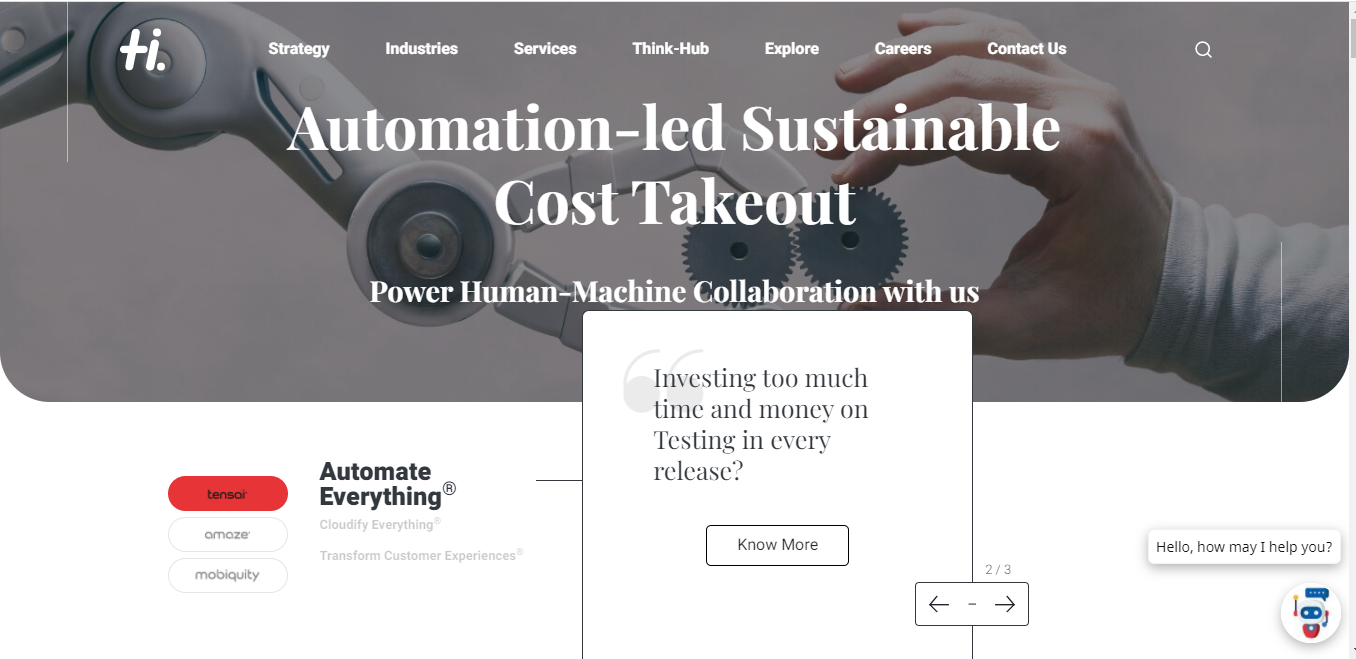 Hi.
Strategy Industries Services Think-Hub Explore Careers Contact Us
Automation-led Sustainable
Cost Takeout
Power Human-Machine Collaboration with us
“
Investing too much
time and money on
Testing in every
release?
Know More
2 / 3
tensai
amaze®
mobiquity
Automate
Everything®
Cloudify Everything®
Transform Customer Experiences®
Hello, how may I help you?